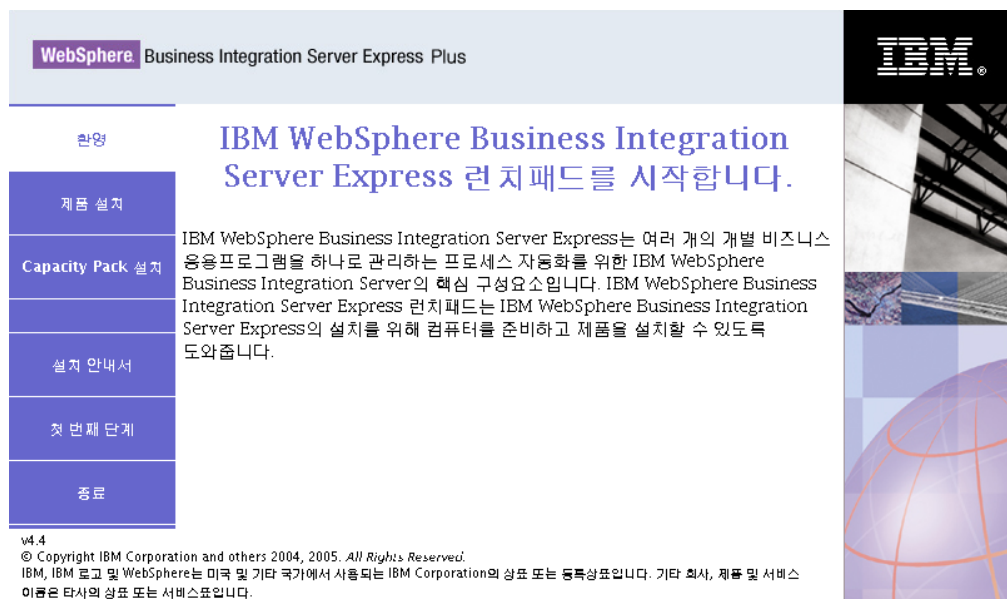 WebSphere. Business Integration Server Express Plus
IBM®
환영
제품 설치
Capacity Pack 설치
설치 안내서
첫 번째 단계
종료
IBM WebSphere Business Integration
Server Express 런치패드를 시작합니다.
IBM WebSphere Business Integration Server Express는 여러 개의 개별 비즈니스
응용프로그램을 하나로 관리하는 프로세스 자동화를 위한 IBM WebSphere
Business Integration Server의 핵심 구성요소입니다. IBM WebSphere Business
Integration Server Express 런치패드는 IBM WebSphere Business Integration
Server Express의 설치를 위해 컴퓨터를 준비하고 제품을 설치할 수 있도록
도와줍니다.
v4.4
© Copyright IBM Corporation and others 2004, 2005. All Rights Reserved.
IBM, IBM 로고 및 WebSphere는 미국 및 기타 국가에서 사용되는 IBM Corporation의 상표 또는 등록상표입니다. 기타 회사, 제품 및 서비스
이름은 타사의 상표 또는 서비스표입니다.